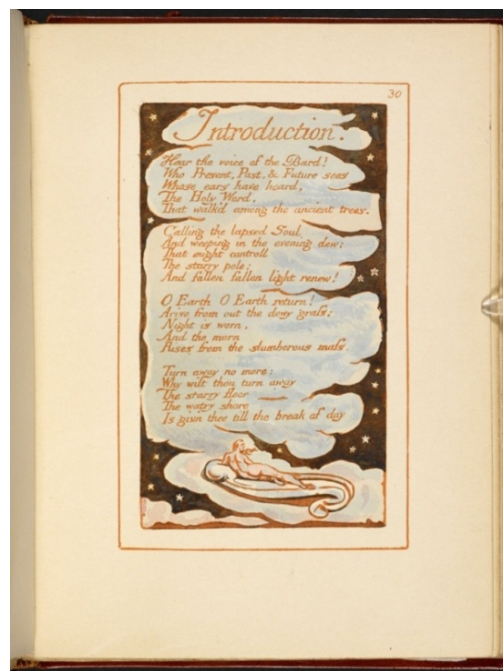 30
Introduction.
Hear the voice of the Bard!
Who Present, Past, & Future sees
Whose ears have heard,
The Holy Word,
That walk'd among the ancient trees.
Calling the lapsed Soul
And weeping in the evening dew:
That might controll
The starry pole;
And fallen fallen light renew!
O Earth O Earth return!
Arise from out the dewy grass;
Night is worn,
And the morn
Rises from the slumberous mass.
Turn away no more:
Why wilt thou turn away
The starry floor
The watry shore
Is giv'n thee till the break of day